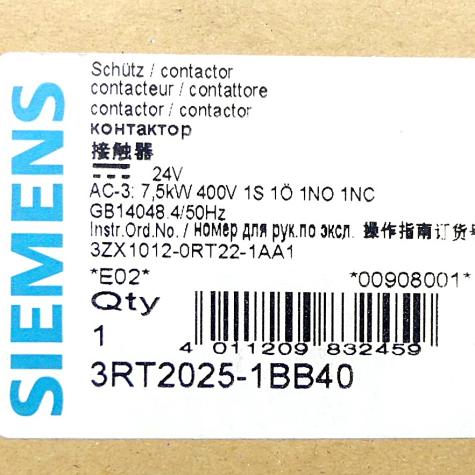 SIEMENS
Schütz / contactor
contacteur / contattore
contactor / contactor
контактор
接触器
24V
AC-3: 7,5kW 400V 1S 1Ö 1NO 1NC
GB14048.4/50Hz
Instr.Ord.No./ номер для рук.по эксл. 操作指南订货号
3ZX1012-0RT22-1AA1
*E02* *00908001*
Qty
1
4 011209 832459
3RT2025-1BB40